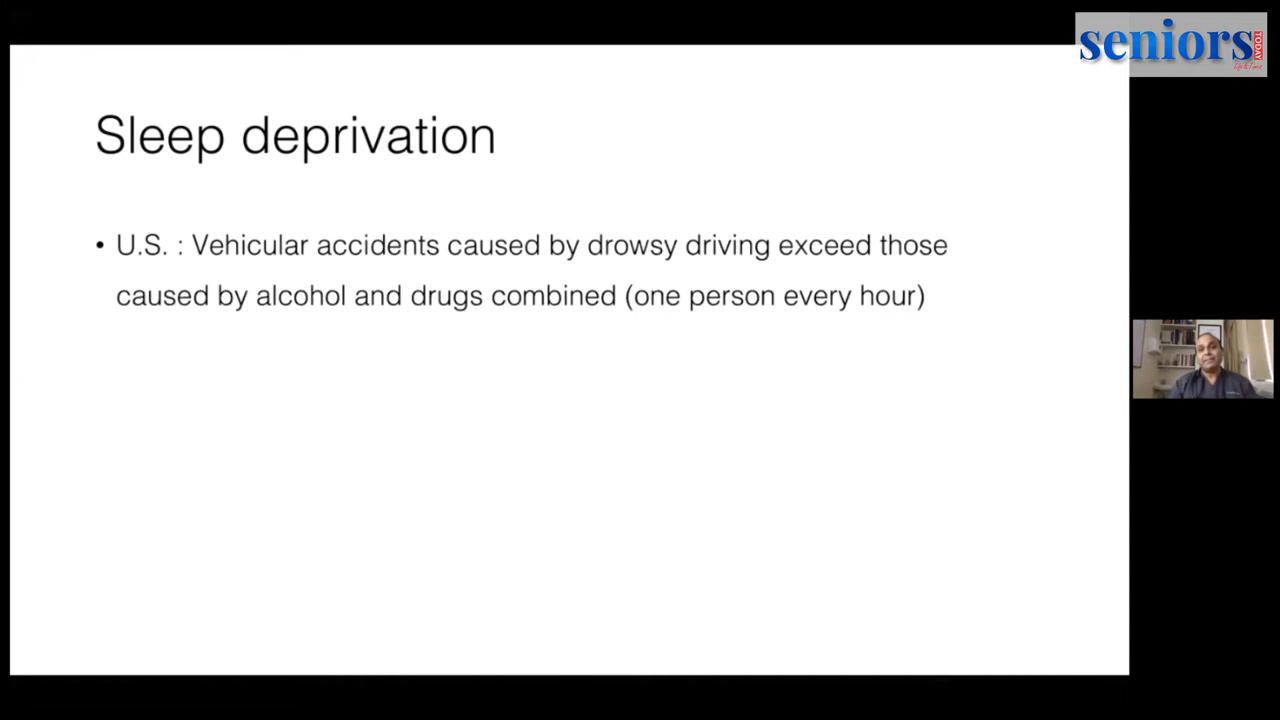 seniors
TODAY
Sleep deprivation
• U.S. : Vehicular accidents caused by drowsy driving exceed those
caused by alcohol and drugs combined (one person every hour)